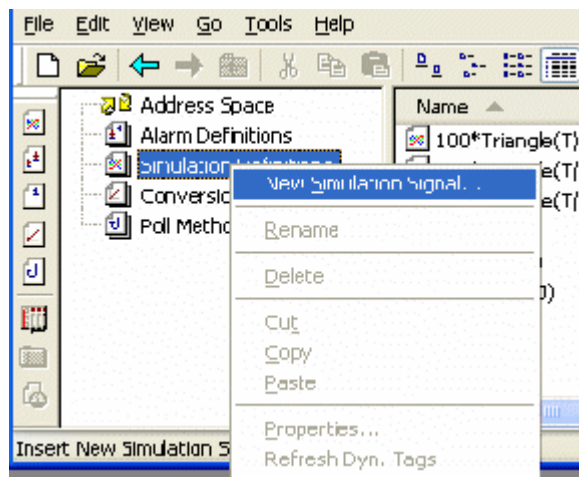 File Edit View Go Tools Help
Address Space
Name
Alarm Definitions
100*Triangle(T)
Simulation Definitions
New Simulation Signal...
Rename
Poll Metho
Delete
Cut
Copy
Paste
Properties...
Insert New Simulation S
Refresh Dyn. Tags